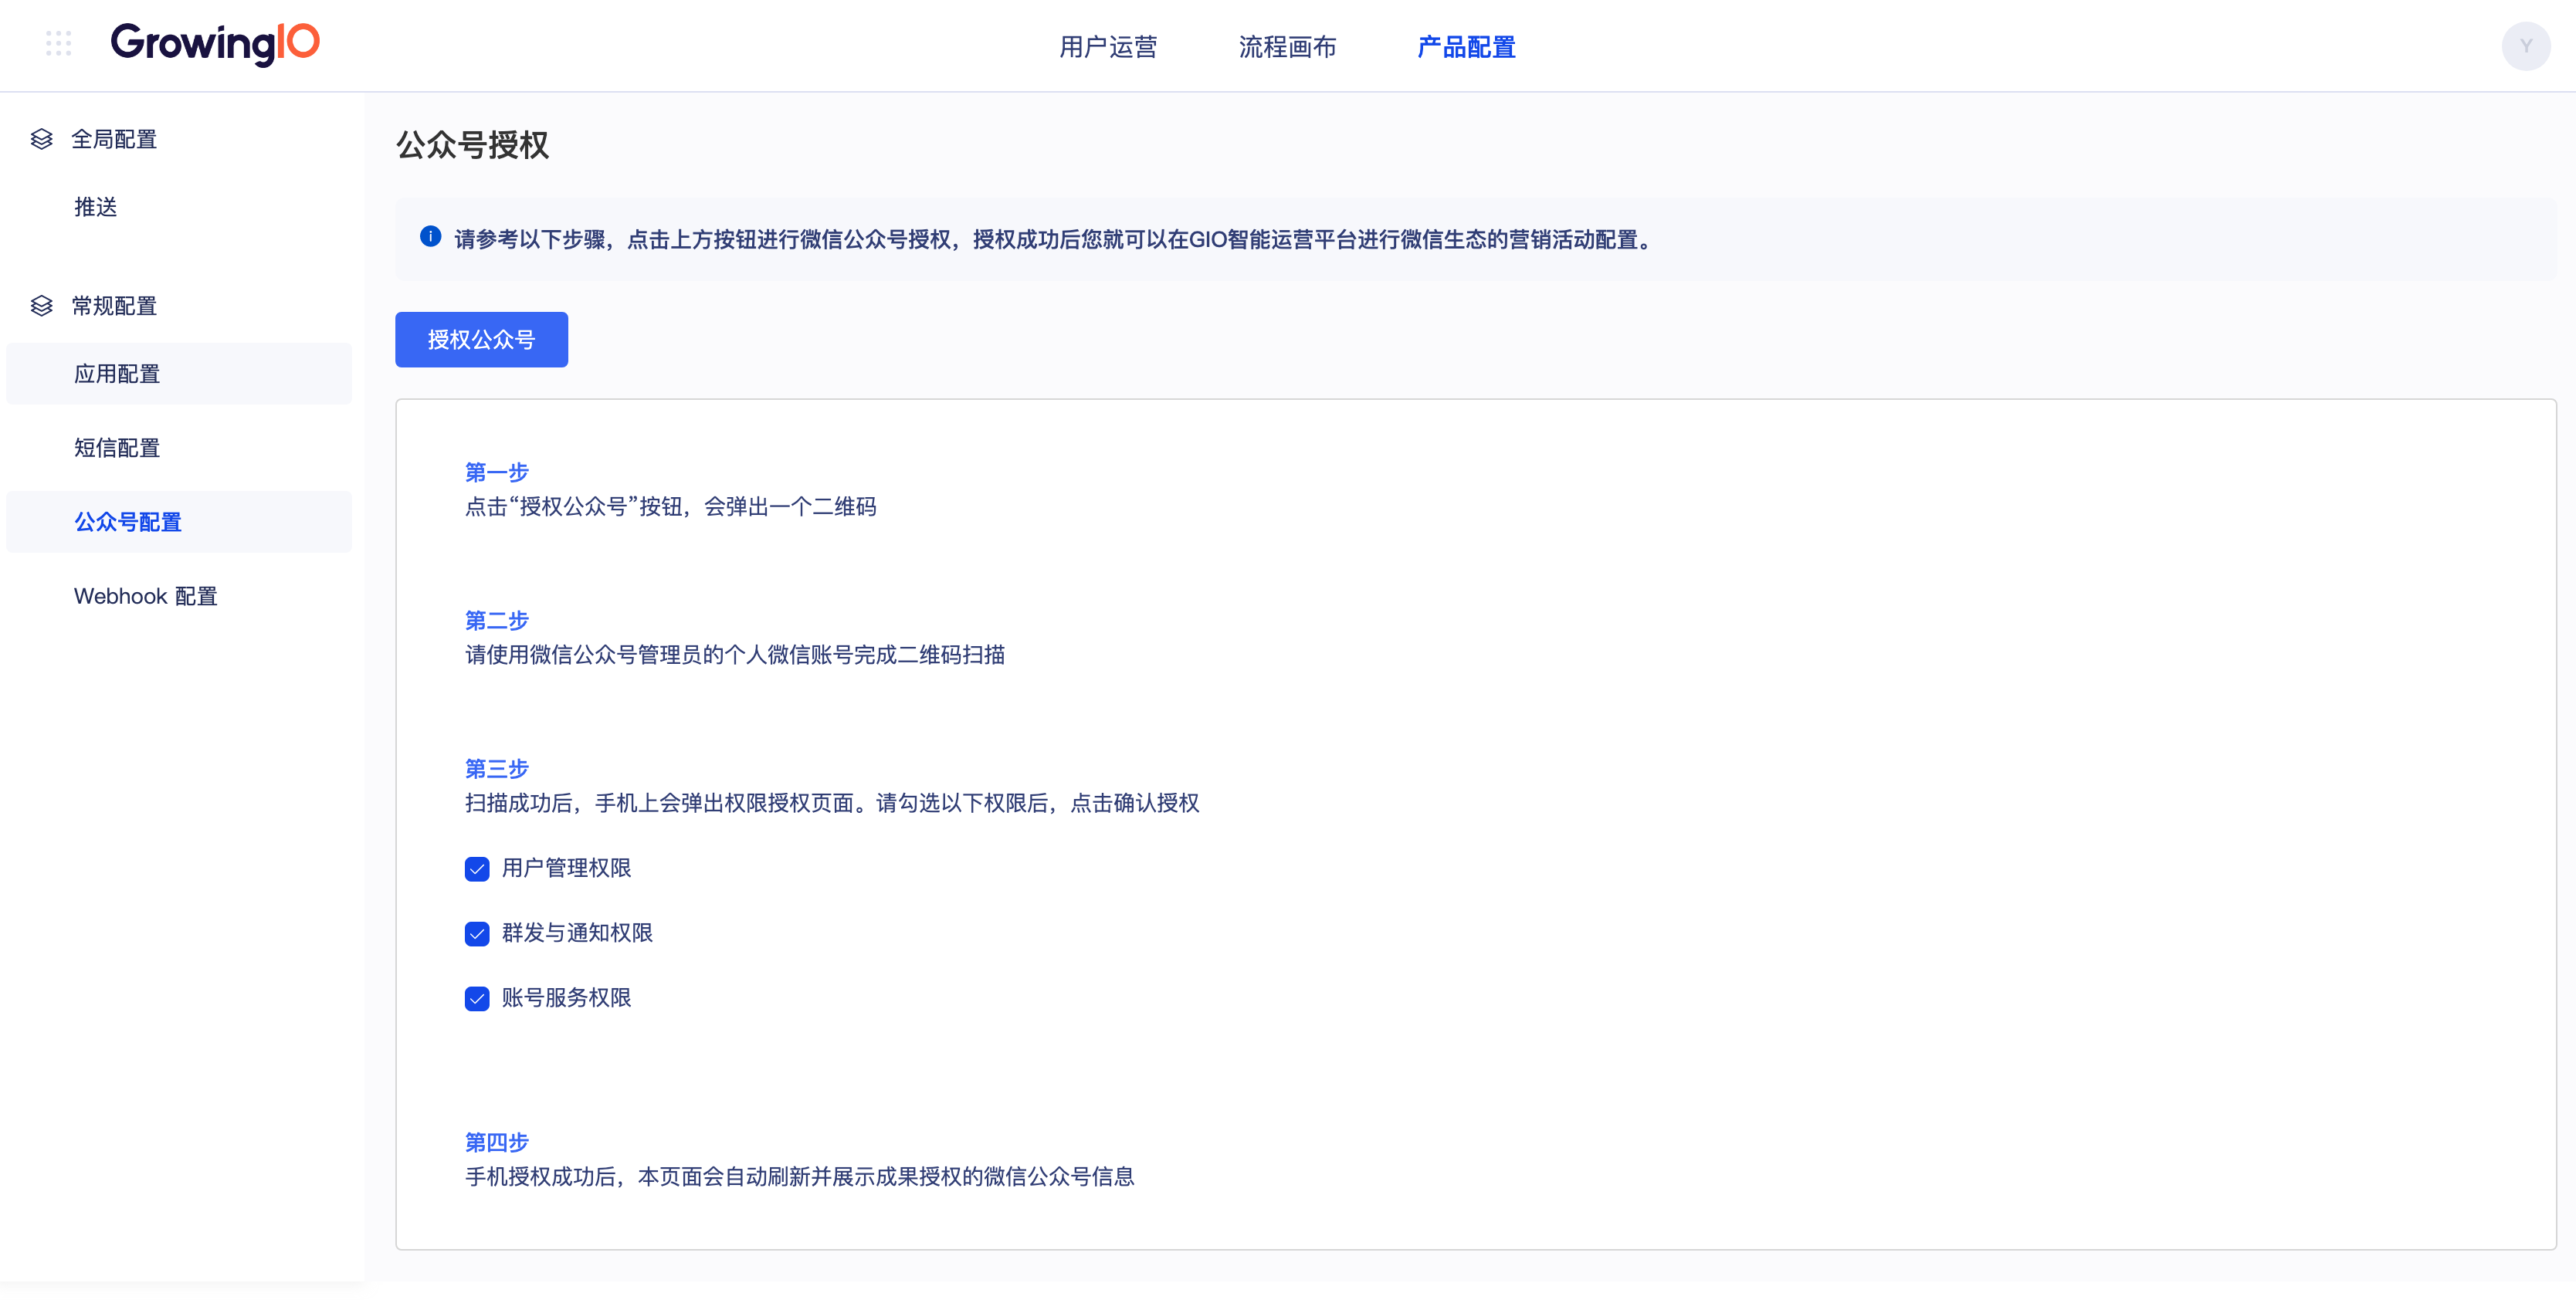 GrowingIO
用户运营
流程画布
产品配置
Y
全局配置
推送
常规配置
应用配置
短信配置
公众号配置
Webhook 配置
公众号授权
请参考以下步骤，点击上方按钮进行微信公众号授权，授权成功后您就可以在GIO智能运营平台进行微信生态的营销活动配置。
授权公众号
第一步
点击“授权公众号”按钮，会弹出一个二维码
第二步
请使用微信公众号管理员的个人微信账号完成二维码扫描
第三步
扫描成功后，手机上会弹出权限授权页面。请勾选以下权限后，点击确认授权
用户管理权限
群发与通知权限
账号服务权限
第四步
手机授权成功后，本页面会自动刷新并展示成果授权的微信公众号信息